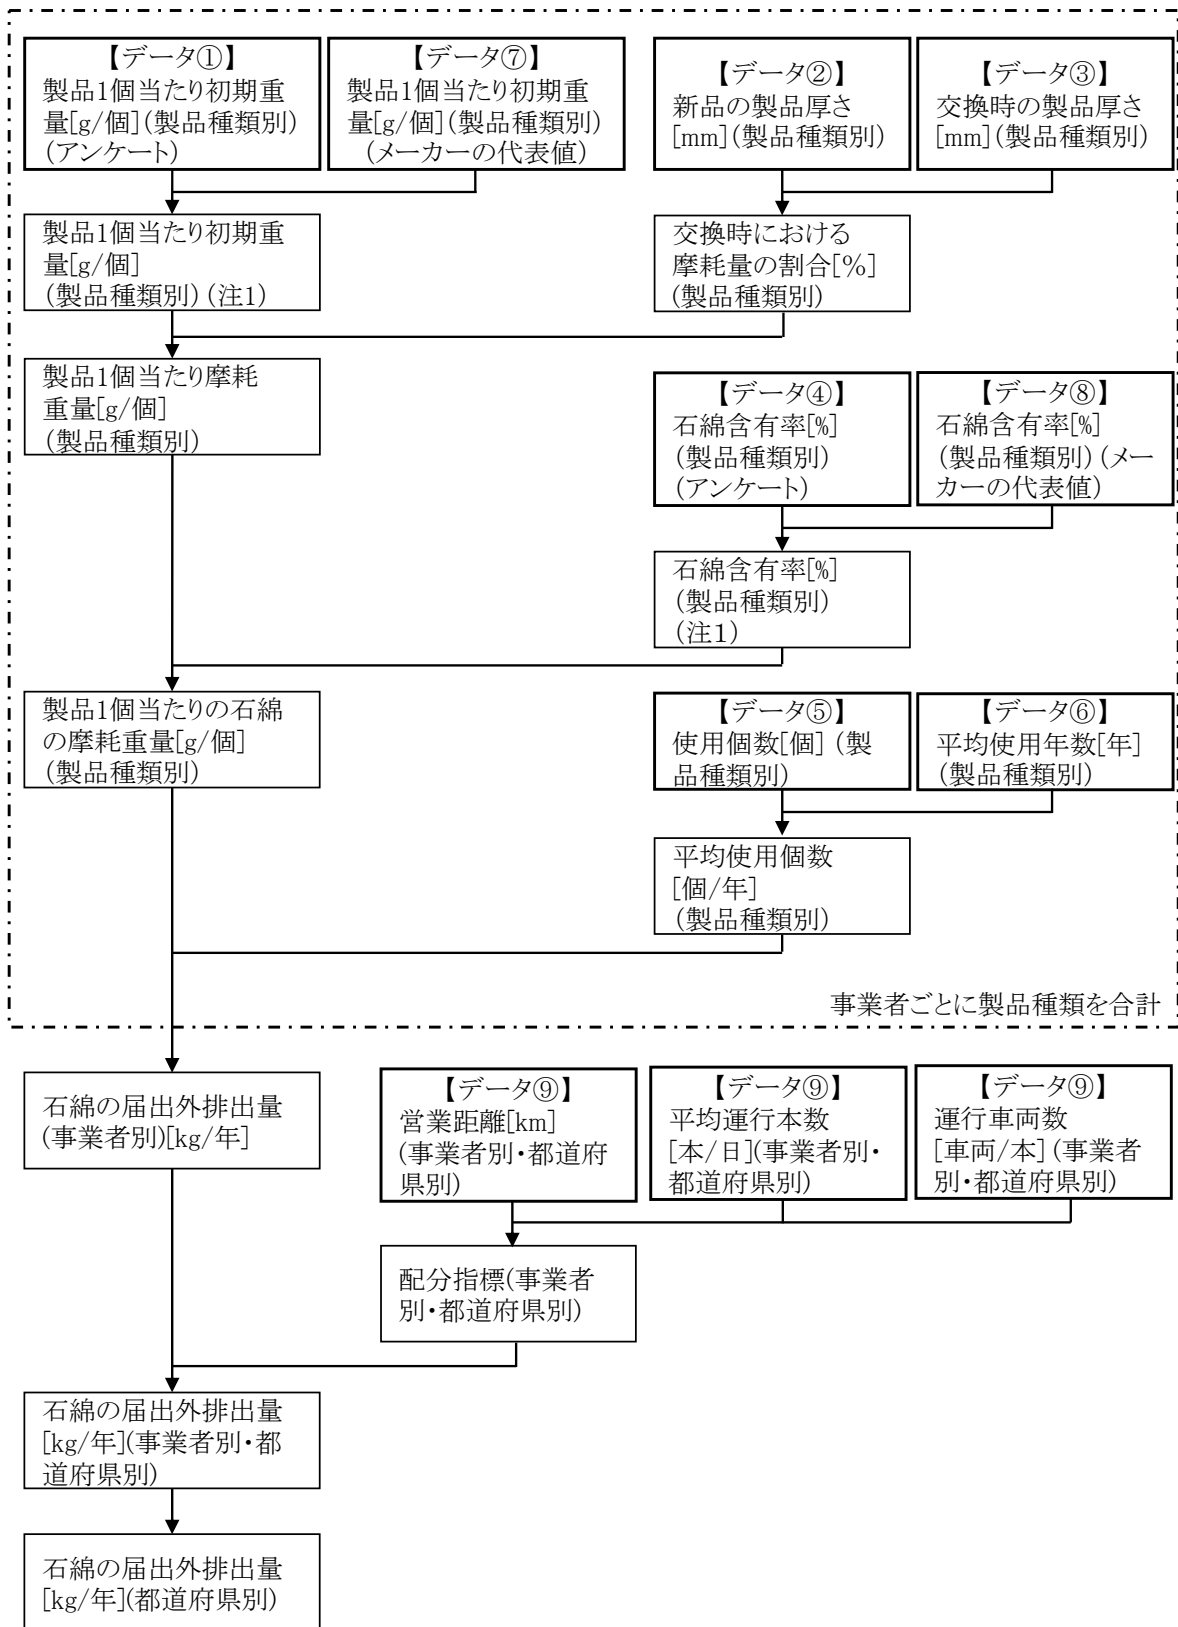 【データ①】
製品1個当たり初期重
量[g/個](製品種類別)
(アンケート)
【データ⑦】
製品1個当たり初期重
量[g/個](製品種類別)
(メーカーの代表値)
【データ②】
新品の製品厚さ
[mm](製品種類別)
【データ③】
交換時の製品厚さ
[mm](製品種類別)
製品1個当たり初期重
量[g/個]
(製品種類別)(注1)
交換時における
摩耗量の割合[%]
(製品種類別)
製品1個当たり摩耗
重量[g/個]
(製品種類別)
【データ④】
石綿含有率[%]
(製品種類別)
(アンケート)
【データ⑧】
石綿含有率[%]
(製品種類別)(メー
カーの代表値)
石綿含有率[%]
(製品種類別)
(注1)
製品1個当たりの石綿
の摩耗重量[g/個]
(製品種類別)
【データ⑤】
使用個数[個](製
品種類別)
【データ⑥】
平均使用年数[年]
(製品種類別)
平均使用個数
[個/年]
(製品種類別)
事業者ごとに製品種類を合計
石綿の届出外排出量
(事業者別)[kg/年]
【データ⑨】
営業距離[km]
(事業者別・都道府
県別)
【データ⑨】
平均運行本数
[本/日](事業者別・
都道府県別)
【データ⑨】
運行車両数
[車両/本](事業者
別・都道府県別)
配分指標(事業者
別・都道府県別)
石綿の届出外排出量
[kg/年](事業者別・都
道府県別)
石綿の届出外排出量
[kg/年](都道府県別)